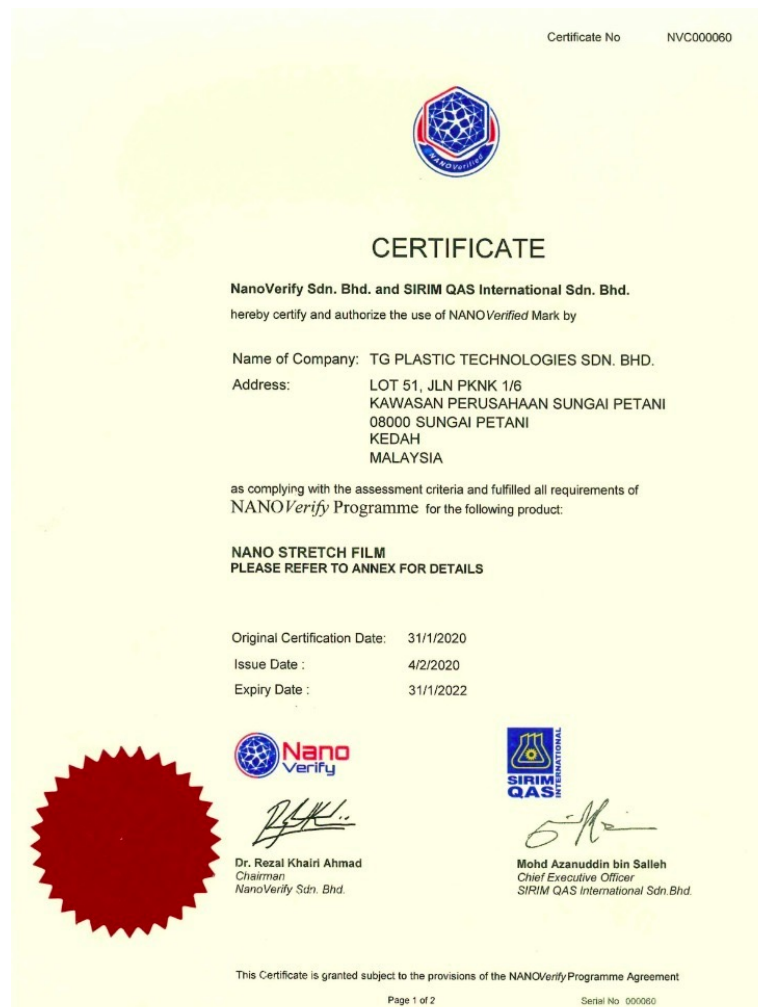 Certificate No NVC000060
NANOVerified
CERTIFICATE
NanoVerify Sdn. Bhd. and SIRIM QAS International Sdn. Bhd.
hereby certify and authorize the use of NANOVerified Mark by
Name of Company: TG PLASTIC TECHNOLOGIES SDN. BHD.
Address: LOT 51, JLN PKNK 1/6
KAWASAN PERUSAHAAN SUNGAI PETANI
08000 SUNGAI PETANI
KEDAH
MALAYSIA
as complying with the assessment criteria and fulfilled all requirements of
NANOVerify Programme for the following product:
NANO STRETCH FILM
PLEASE REFER TO ANNEX FOR DETAILS
Original Certification Date: 31/1/2020
Issue Date : 4/2/2020
Expiry Date : 31/1/2022
Nano
Verify
SIRIM
QAS
INTERNATIONAL
Dr. Rezal Khairi Ahmad
Chairman
NanoVerify Sdn. Bhd.
Mohd Azanuddin bin Salleh
Chief Executive Officer
SIRIM QAS International Sdn.Bhd.
This Certificate is granted subject to the provisions of the NANOVerify Programme Agreement
Page 1 of 2 Serial No 000060